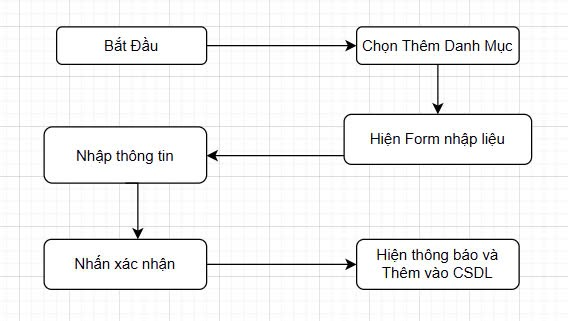 Bắt Đầu
Chọn Thêm Danh Mục
Hiện Form nhập liệu
Nhập thông tin
Nhấn xác nhận
Hiện thông báo và
Thêm vào CSDL